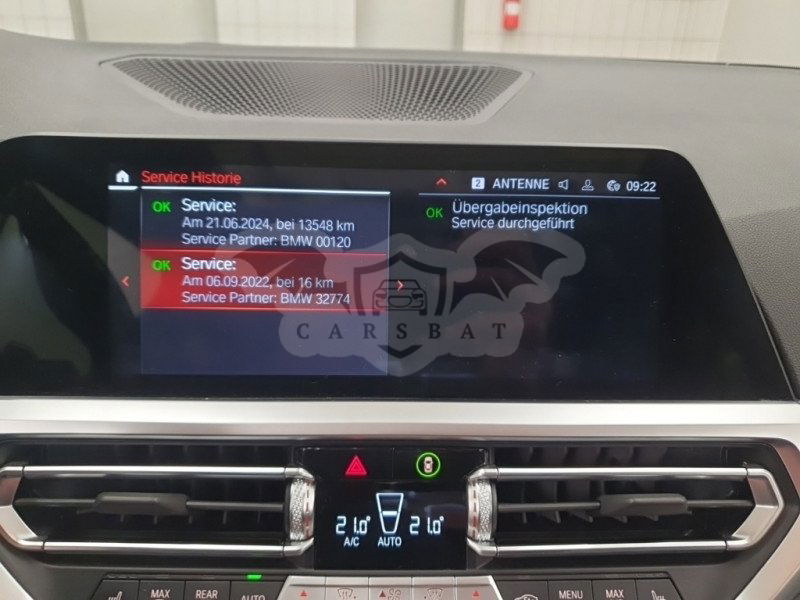 Service Historie
2 ANTENNE 09:22
OK Service:
Am 21.06.2024, bei 13548 km
Service Partner: BMW 00120
OK Service:
Am 06.09.2022, bei 16 km
Service Partner: BMW 32774
OK Übergabeinspektion
Service durchgeführt
CARSBAT
21.0° 21.0°
A/C AUTO
MAX REAR AUTO MENU MAX